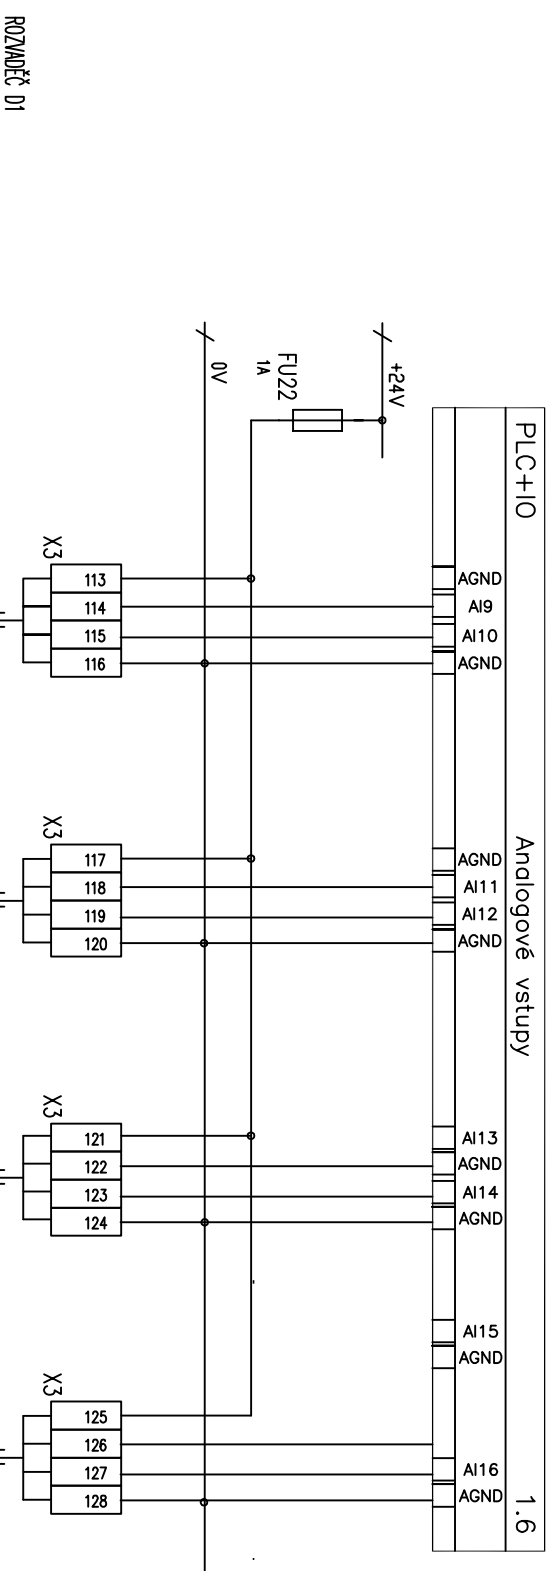 ROZVADĚČ D1
+24V
0V
FU22
1A
PLC+IO
Analogové vstupy
1.6
AGND
AI9
AI10
AGND
AGND
AI11
AI12
AGND
AI13
AGND
AI14
AGND
AI15
AGND
AI16
AGND
X3
113
114
115
116
X3
117
118
119
120
X3
121
122
123
124
X3
125
126
127
128